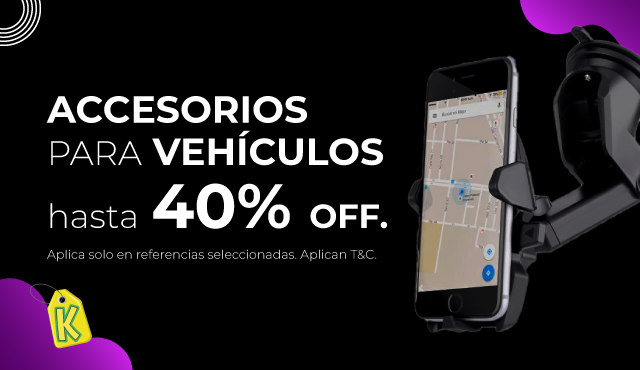 ACCESORIOS
PARA VEHÍCULOS
hasta 40% OFF.
Aplica solo en referencias seleccionadas. Aplican T&C.
K